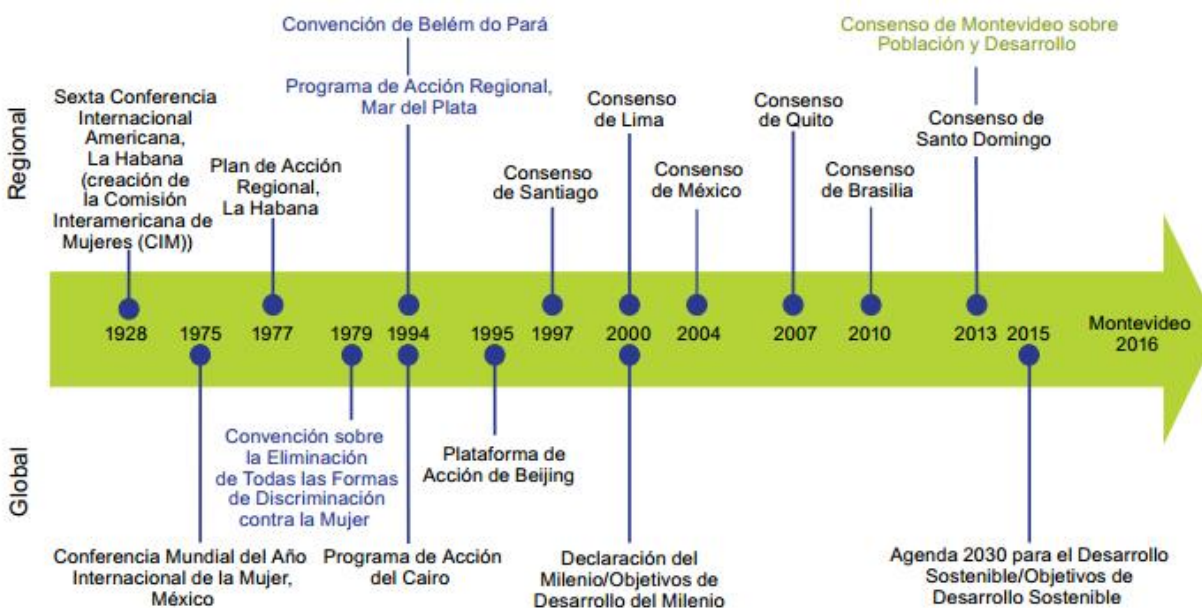 Regional
Sexta Conferencia
Internacional
Americana,
La Habana
(creación de
la Comisión
Interamericana de
Mujeres (CIM))
Plan de Acción
Regional,
La Habana
Convención de Belém do Pará
Programa de Acción Regional,
Mar del Plata
Consenso
de Santiago
Consenso
de Lima
Consenso
de México
Consenso
de Quito
Consenso
de Brasilia
Consenso de Montevideo sobre
Población y Desarrollo
Consenso de
Santo Domingo
1928 1975 1977 1979 1994 1995 1997 2000 2004 2007 2010 2013 2015
Montevideo
2016
Global
Conferencia Mundial del Año
Internacional de la Mujer,
México
Convención sobre
la Eliminación
de Todas las Formas
de Discriminación
contra la Mujer
Programa de Acción
del Cairo
Plataforma de
Acción de Beijing
Declaración del
Milenio/Objetivos de
Desarrollo del Milenio
Agenda 2030 para el Desarrollo
Sostenible/Objetivos de
Desarrollo Sostenible